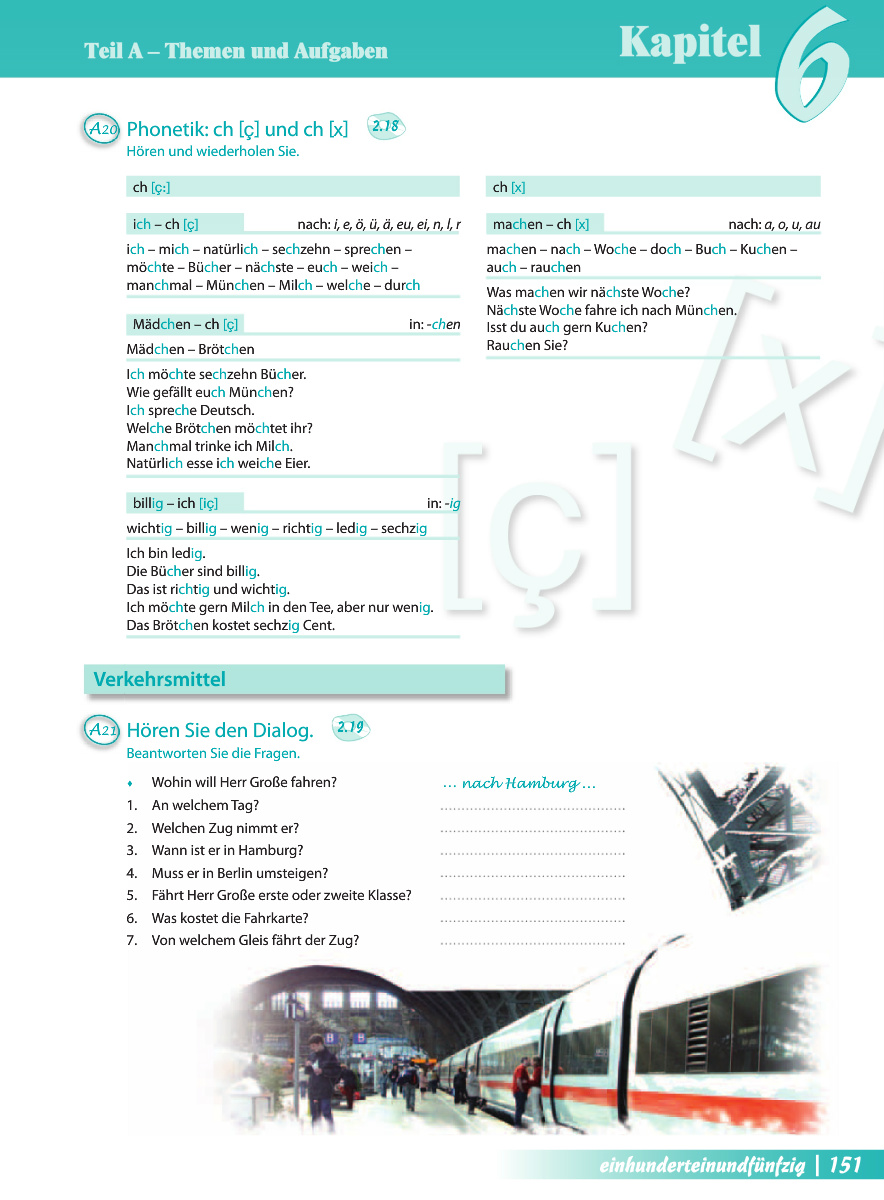 Teil A – Themen und Aufgaben
Kapitel 6
A20 Phonetik: ch [ç] und ch [x] 2.18
Hören und wiederholen Sie.
ch [ç:]
ich – ch [ç] nach: i, e, ö, ü, ä, eu, ei, n, l, r
ich – mich – natürlich – sechzehn – sprechen –
möchte – Bücher – nächste – euch – weich –
manchmal – München – Milch – welche – durch
Mädchen – ch [ç] in: -chen
Mädchen – Brötchen
Ich möchte sechzehn Bücher.
Wie gefällt euch München?
Ich spreche Deutsch.
Welche Brötchen möchtet ihr?
Manchmal trinke ich Milch.
Natürlich esse ich weiche Eier.
billig – ich [iç] in: -ig
wichtig – billig – wenig – richtig – ledig – sechzig
Ich bin ledig.
Die Bücher sind billig.
Das ist richtig und wichtig.
Ich möchte gern Milch in den Tee, aber nur wenig.
Das Brötchen kostet sechzig Cent.
ch [x]
machen – ch [x] nach: a, o, u, au
machen – nach – Woche – doch – Buch – Kuchen –
auch – rauchen
Was machen wir nächste Woche?
Nächste Woche fahre ich nach München.
Isst du auch gern Kuchen?
Rauchen Sie?
[x]
[ç]
Verkehrsmittel
A21 Hören Sie den Dialog. 2.19
Beantworten Sie die Fragen.
♦ Wohin will Herr Große fahren? … nach Hamburg …
1. An welchem Tag? ............................................
2. Welchen Zug nimmt er? ............................................
3. Wann ist er in Hamburg? ............................................
4. Muss er in Berlin umsteigen? ............................................
5. Fährt Herr Große erste oder zweite Klasse? ............................................
6. Was kostet die Fahrkarte? ............................................
7. Von welchem Gleis fährt der Zug? ............................................
B B
einhunderteinundfünfzig | 151